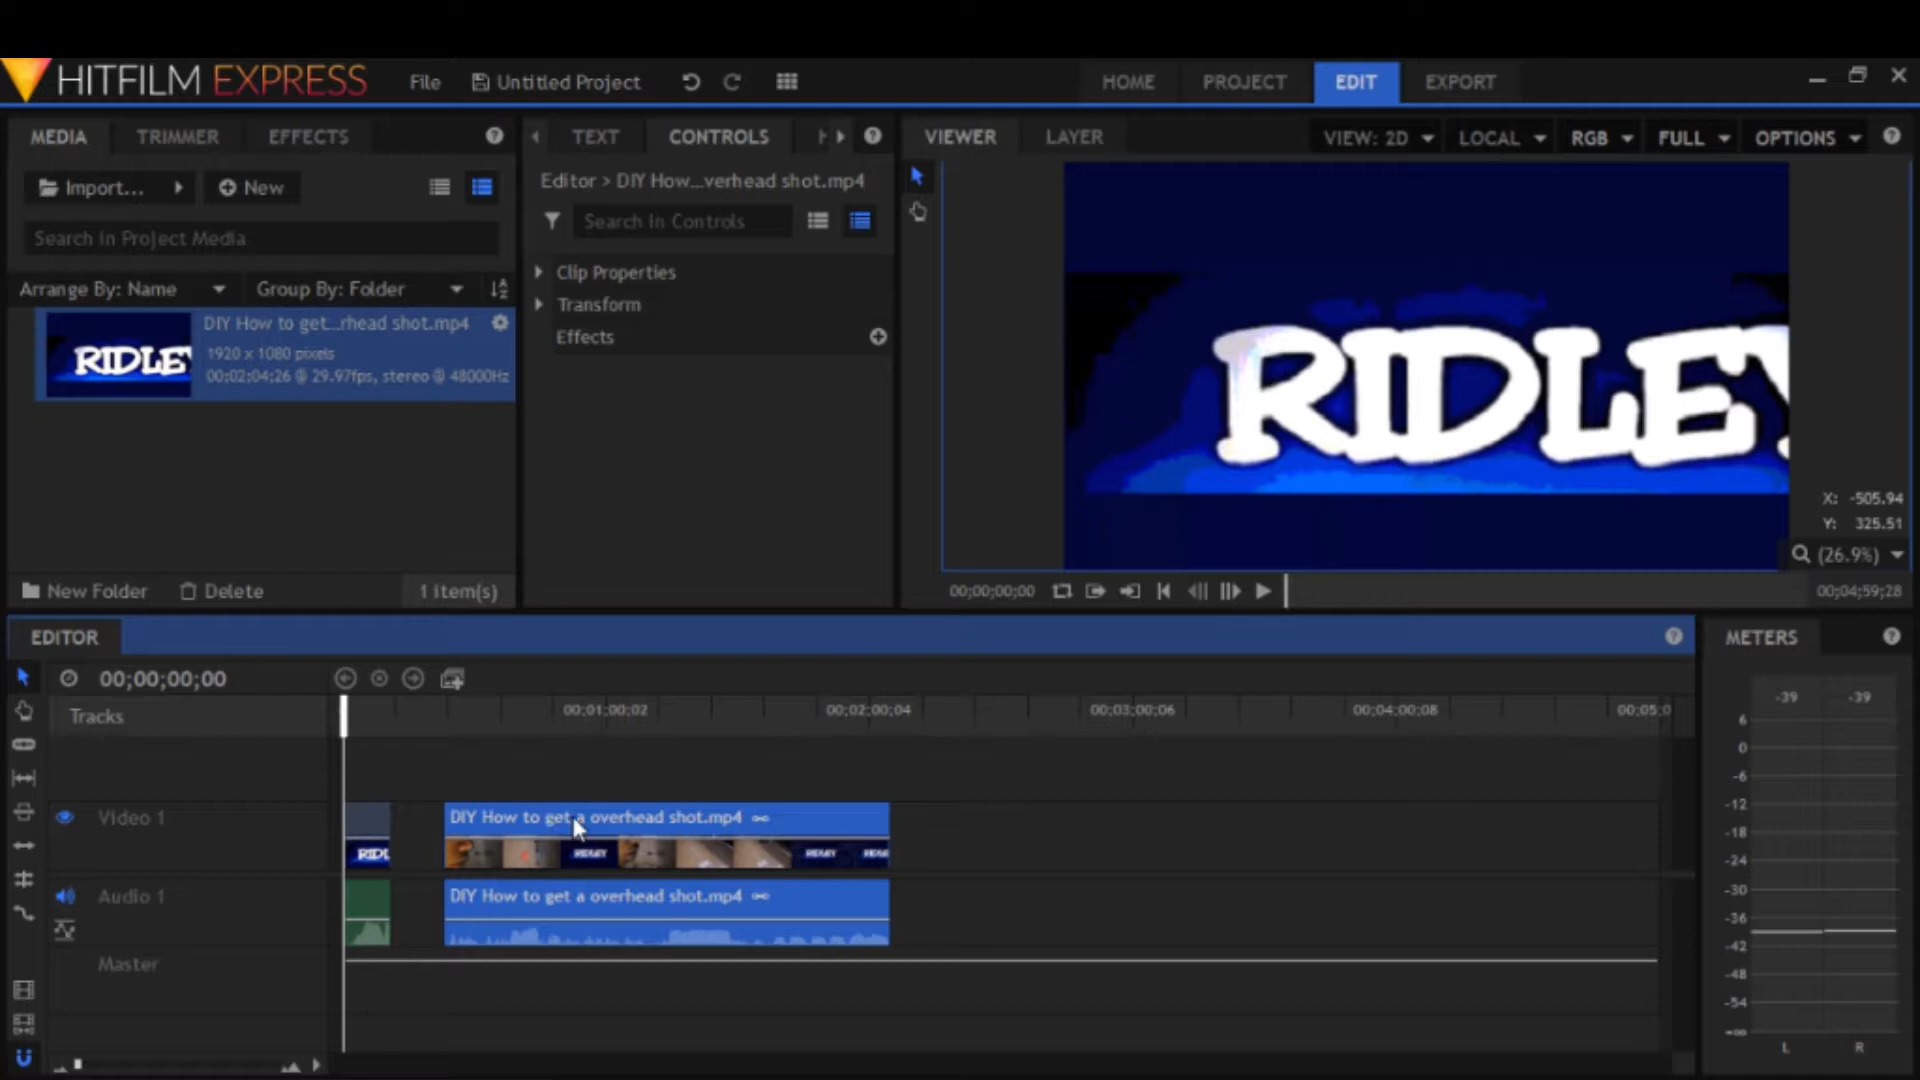 HITFILM EXPRESS File Untitled Project HOME PROJECT EDIT EXPORT
MEDIA TRIMMER EFFECTS
Import... New
Search in Project Media
Arrange By: Name Group By: Folder
DIY How to get...rhead shot.mp4
1920 x 1080 pixels
00;02;04;26 @ 29.97fps, stereo @ 48000Hz
RIDLEY
New Folder Delete 1 item(s)
TEXT CONTROLS
Editor > DIY How...verhead shot.mp4
Search in Controls
Clip Properties
Transform
Effects
VIEWER LAYER VIEW: 2D LOCAL RGB FULL OPTIONS
RIDLEY
X: -505.94
Y: 325.51
(26.9%)
00;00;00;00 00;04;59;28
EDITOR
00;00;00;00
Tracks 00;01;00;02 00;02;00;04 00;03;00;06 00;04;00;08 00;05;0
Video 1 DIY How to get a overhead shot.mp4
RIDL RIDLEY RIDLEY RIDL
Audio 1 DIY How to get a overhead shot.mp4
Master
METERS
-39 -39
6
0
-6
-12
-18
-24
-30
-36
-42
-48
-54
-∞
L R